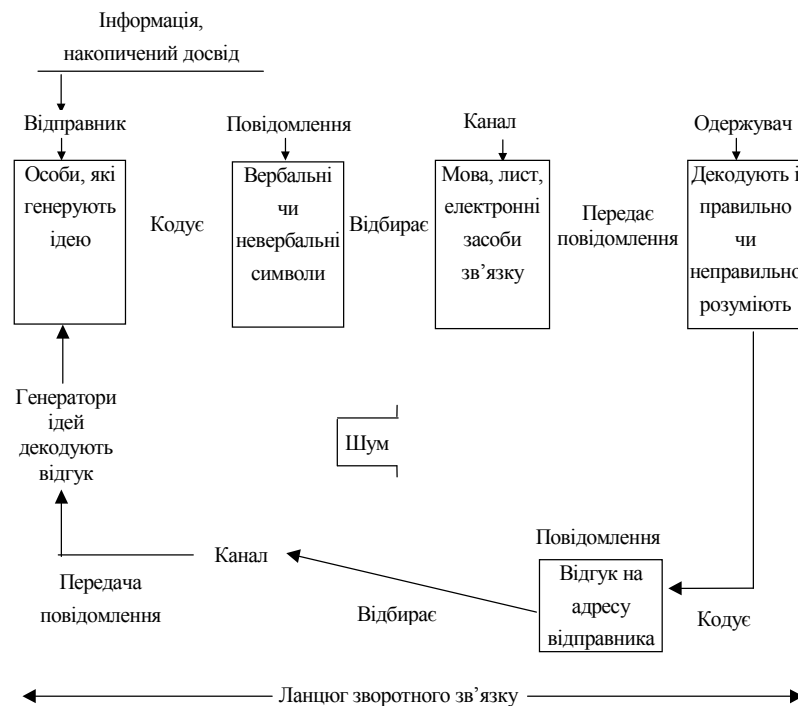 Інформація,
накопичений досвід
Відправник
Повідомлення
Канал
Одержувач
Особи, які
генерують
ідею
Кодує
Вербальні
чи
невербальні
символи
Відбирає
Мова, лист,
електронні
засоби
зв’язку
Передає
повідомлення
Декодують і
правильно
чи
неправильно
розуміють
Генератори
ідей
декодують
відгук
Шум
Повідомлення
Відгук на
адресу
відправника
Кодує
Відбирає
Канал
Передача
повідомлення
Ланцюг зворотного зв’язку